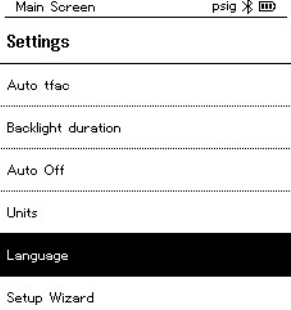 Main Screen psig
Settings
Auto tfac
Backlight duration
Auto Off
Units
Language
Setup Wizard